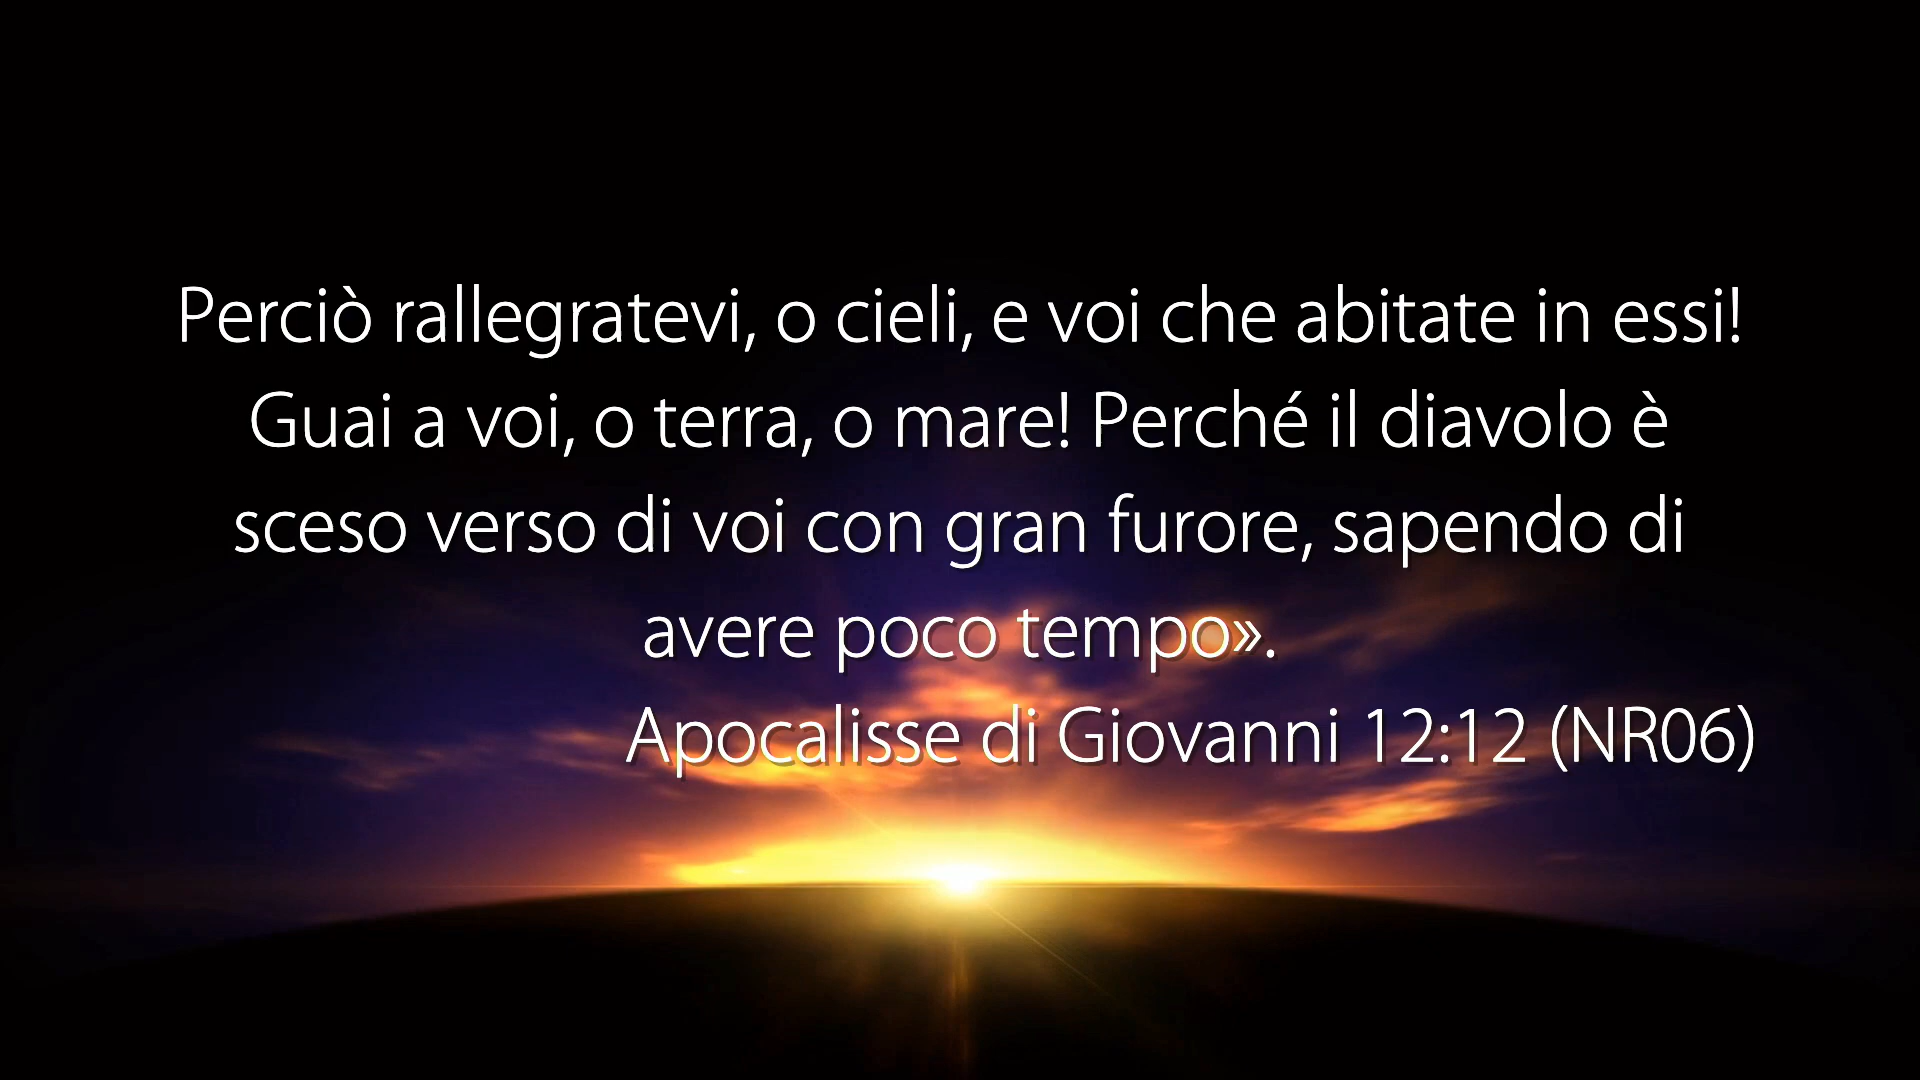 Perciò rallegratevi, o cieli, e voi che abitate in essi!
Guai a voi, o terra, o mare! Perché il diavolo è
sceso verso di voi con gran furore, sapendo di
avere poco tempo».
Apocalisse di Giovanni 12:12 (NR06)